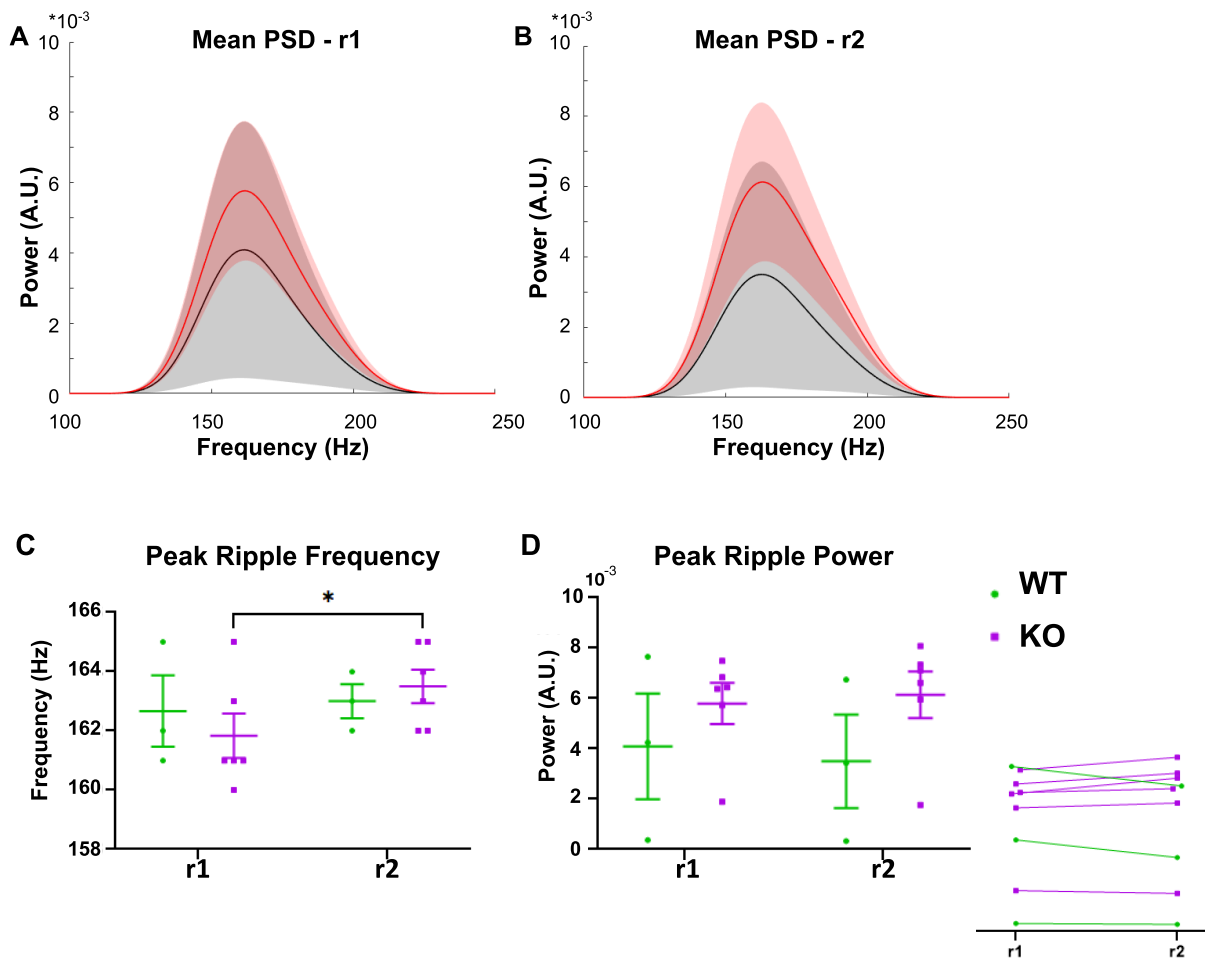 A
*10-3
Mean PSD - r1
10
8
6
4
2
0
Power (A.U.)
100
150
200
250
Frequency (Hz)
B
*10-3
Mean PSD - r2
10
8
6
4
2
0
Power (A.U.)
100
150
200
250
Frequency (Hz)
C
Peak Ripple Frequency
*
166
164
162
160
158
Frequency (Hz)
r1
r2
D
Peak Ripple Power
10-3
10
8
6
4
2
0
Power (A.U.)
r1
r2
WT
KO
r1
r2